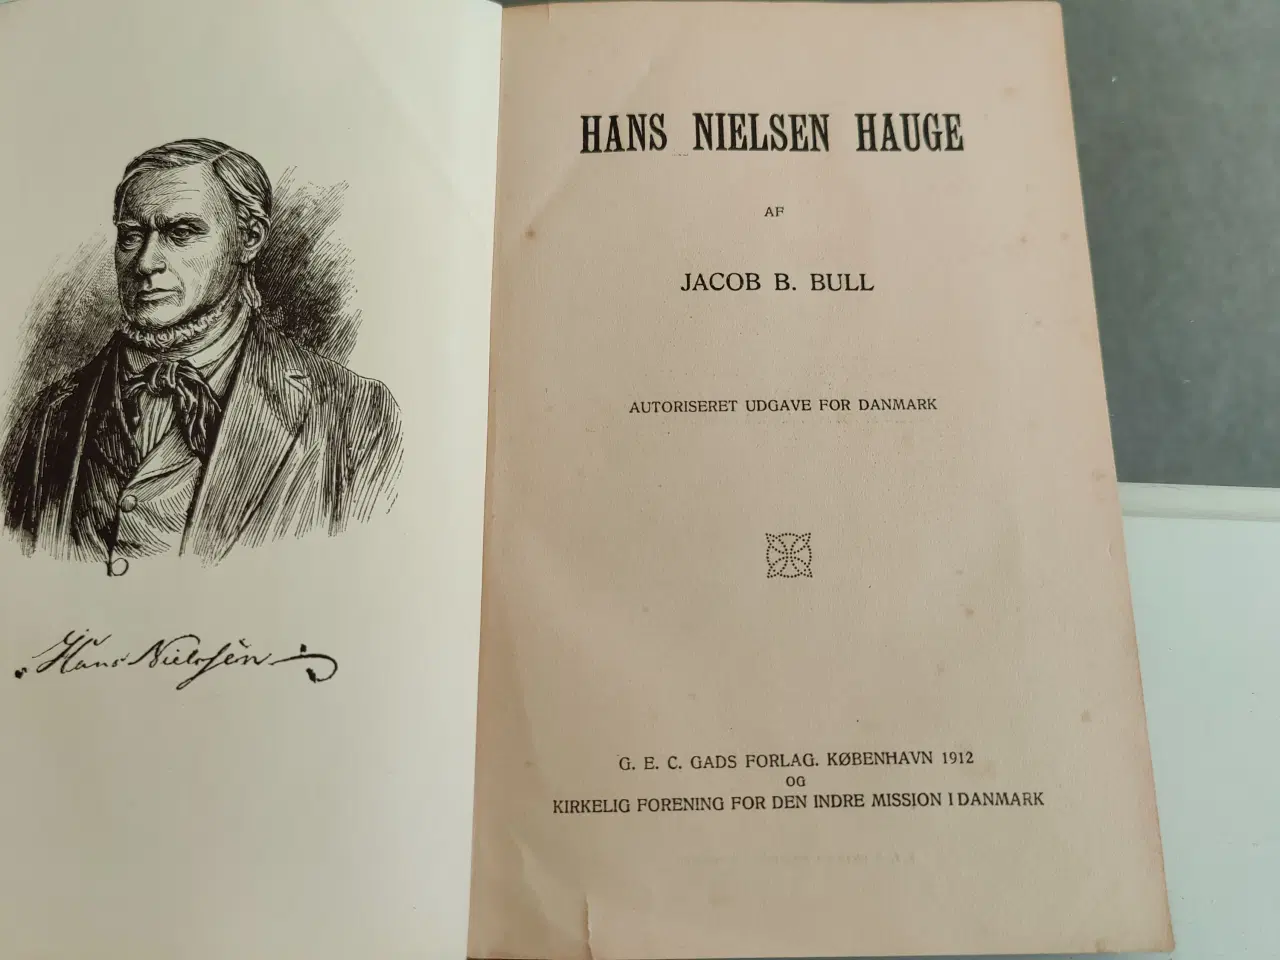 Hans Nielsen
HANS NIELSEN HAUGE
AF
JACOB B. BULL
AUTORISERET UDGAVE FOR DANMARK
G. E. C. GADS FORLAG. KØBENHAVN 1912
OG
KIRKELIG FORENING FOR DEN INDRE MISSION I DANMARK